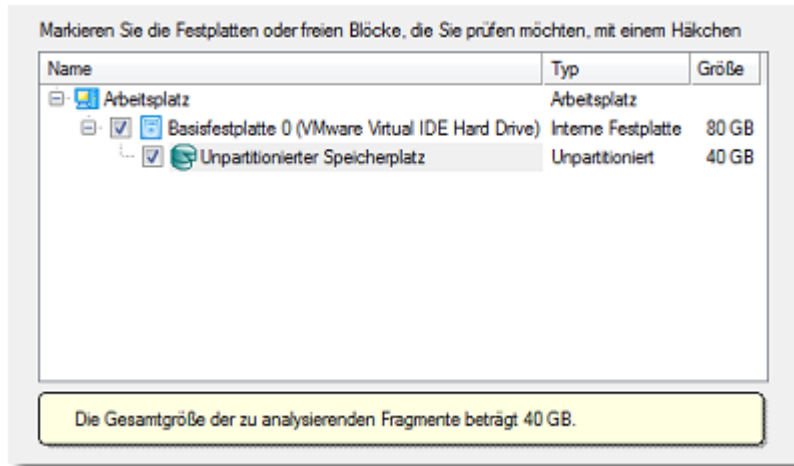 Markieren Sie die Festplatten oder freien Blöcke, die Sie prüfen möchten, mit einem Häkchen
Name Typ Größe
Arbeitsplatz Arbeitsplatz
Basisfestplatte 0 (VMware Virtual IDE Hard Drive) Interne Festplatte 80 GB
Unpartitionierter Speicherplatz Unpartitioniert 40 GB
Die Gesamtgröße der zu analysierenden Fragmente beträgt 40 GB.